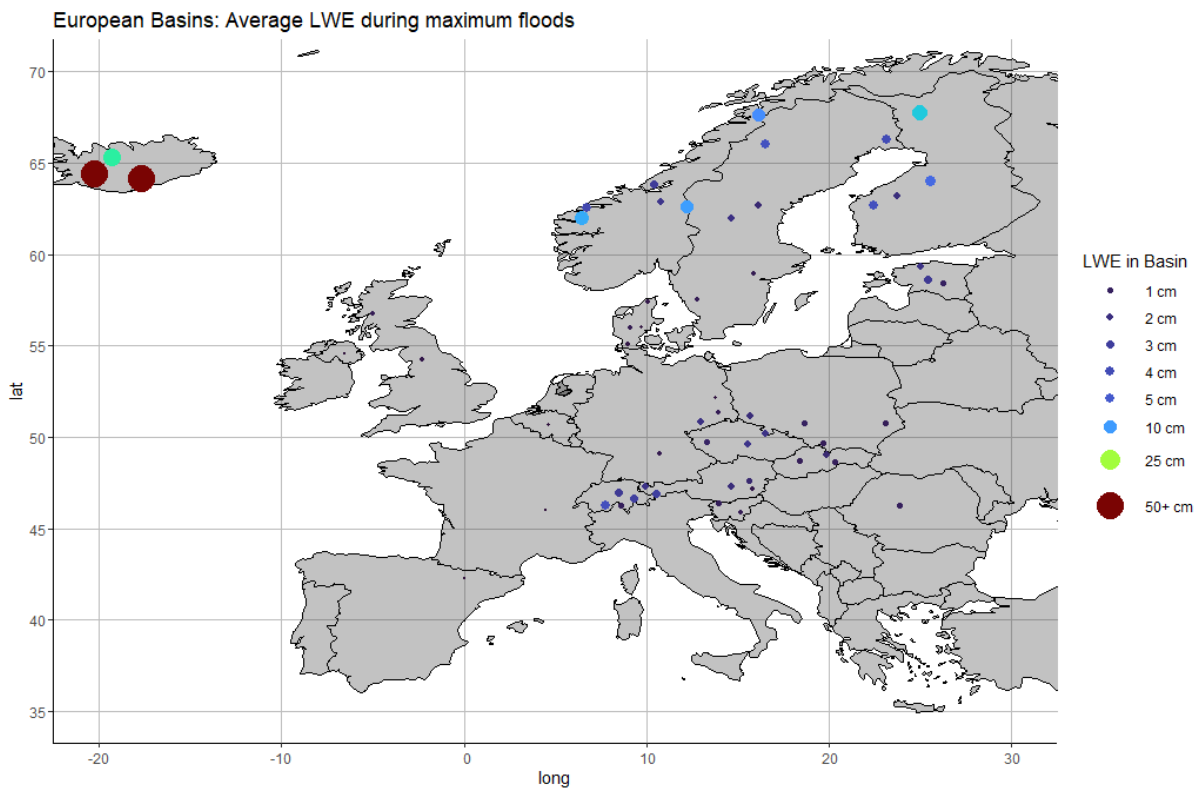 European Basins: Average LWE during maximum floods
70
65
60
55
50
45
40
35
lat
-20
-10
0
10
20
30
long
LWE in Basin
1 cm
2 cm
3 cm
4 cm
5 cm
10 cm
25 cm
50+ cm